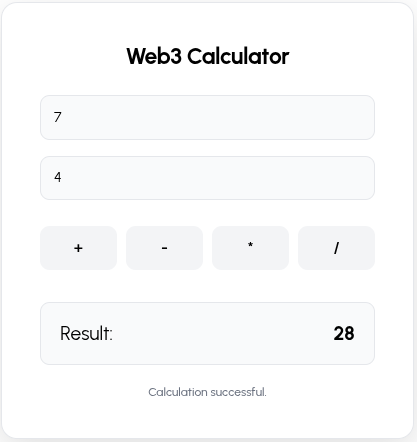 Web3 Calculator
7
4
+ - * /
Result: 28
Calculation successful.